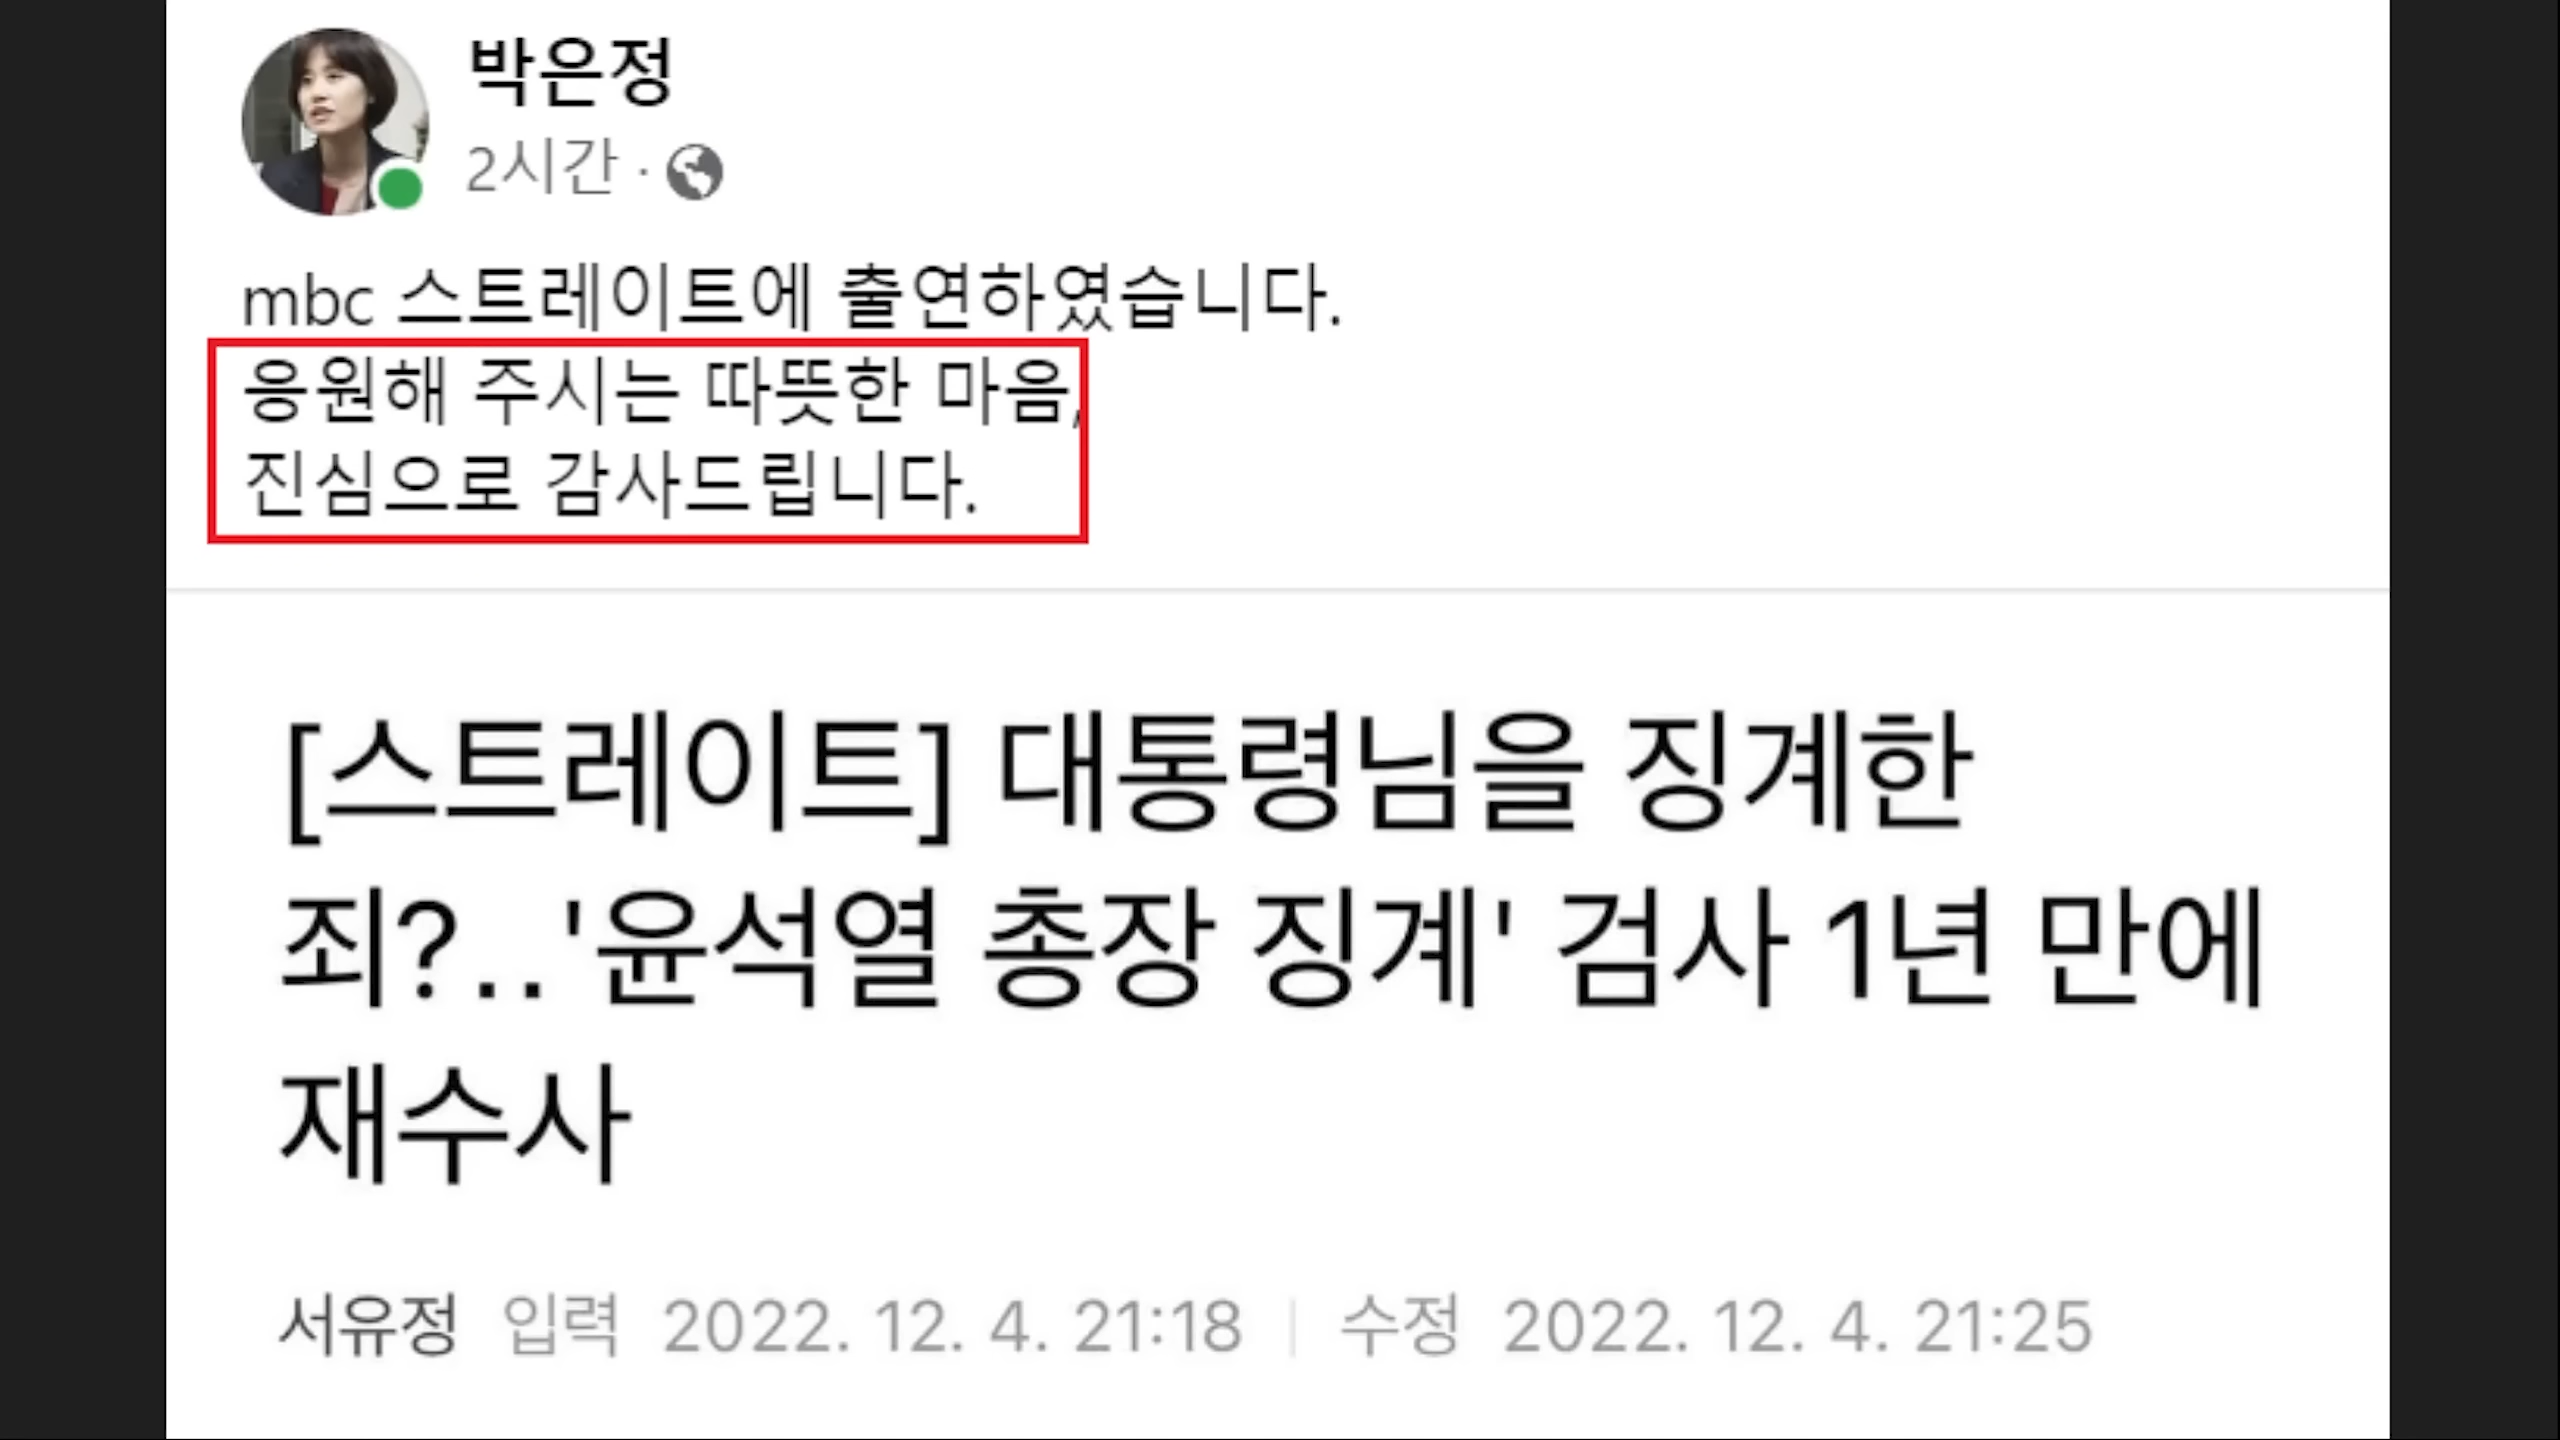 박은정
2시간 ·
mbc 스트레이트에 출연하였습니다.
응원해 주시는 따뜻한 마음,
진심으로 감사드립니다.
[스트레이트] 대통령님을 징계한
죄?..'윤석열 총장 징계' 검사 1년 만에
재수사
서유정 입력 2022. 12. 4. 21:18 | 수정 2022. 12. 4. 21:25